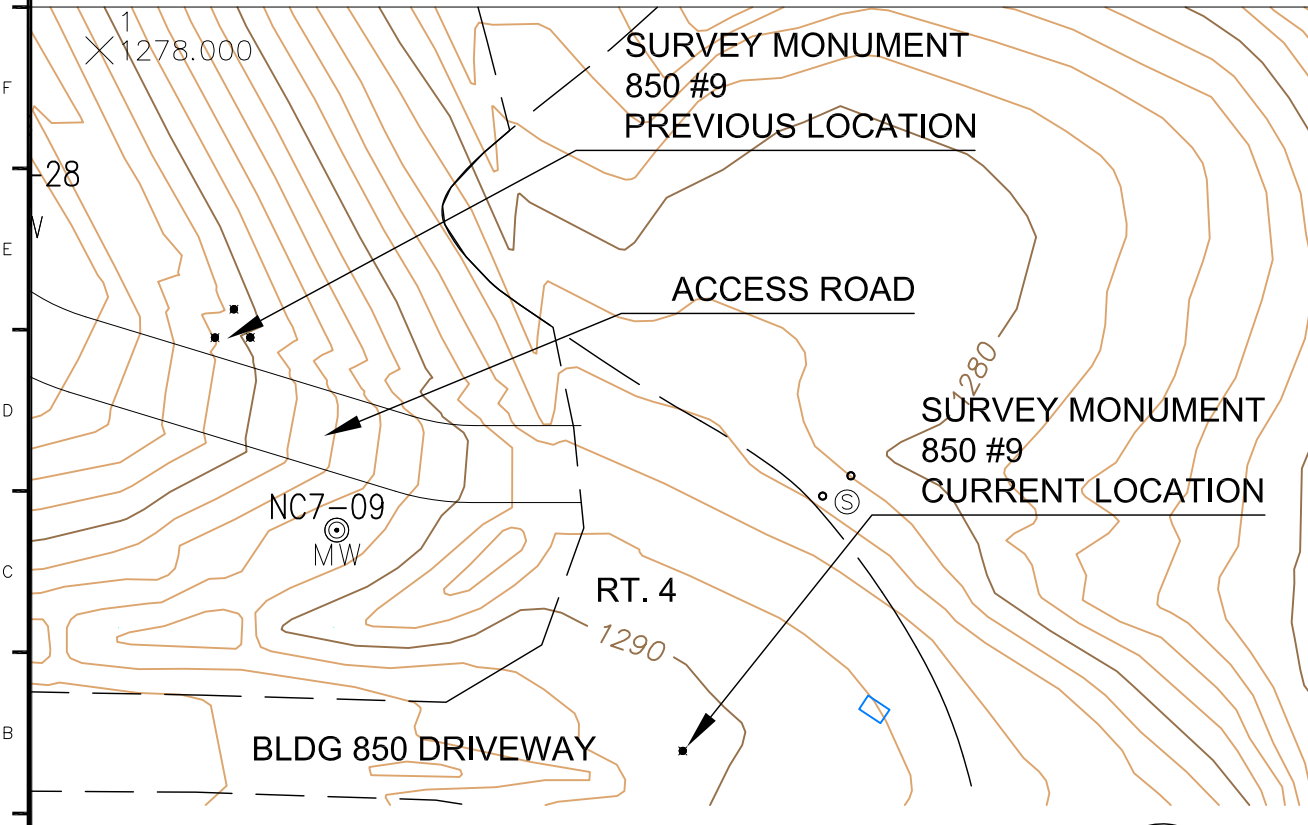 1
1278.000
SURVEY MONUMENT
850 #9
PREVIOUS LOCATION
F
-28
E
ACCESS ROAD
1280
D
SURVEY MONUMENT
850 #9
CURRENT LOCATION
S
NC7-09
MW
C
RT. 4
1290
B
BLDG 850 DRIVEWAY